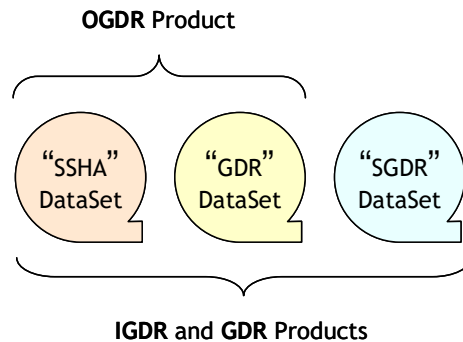 OGDR Product
“SSHA”
DataSet
“GDR”
DataSet
“SGDR”
DataSet
IGDR and GDR Products